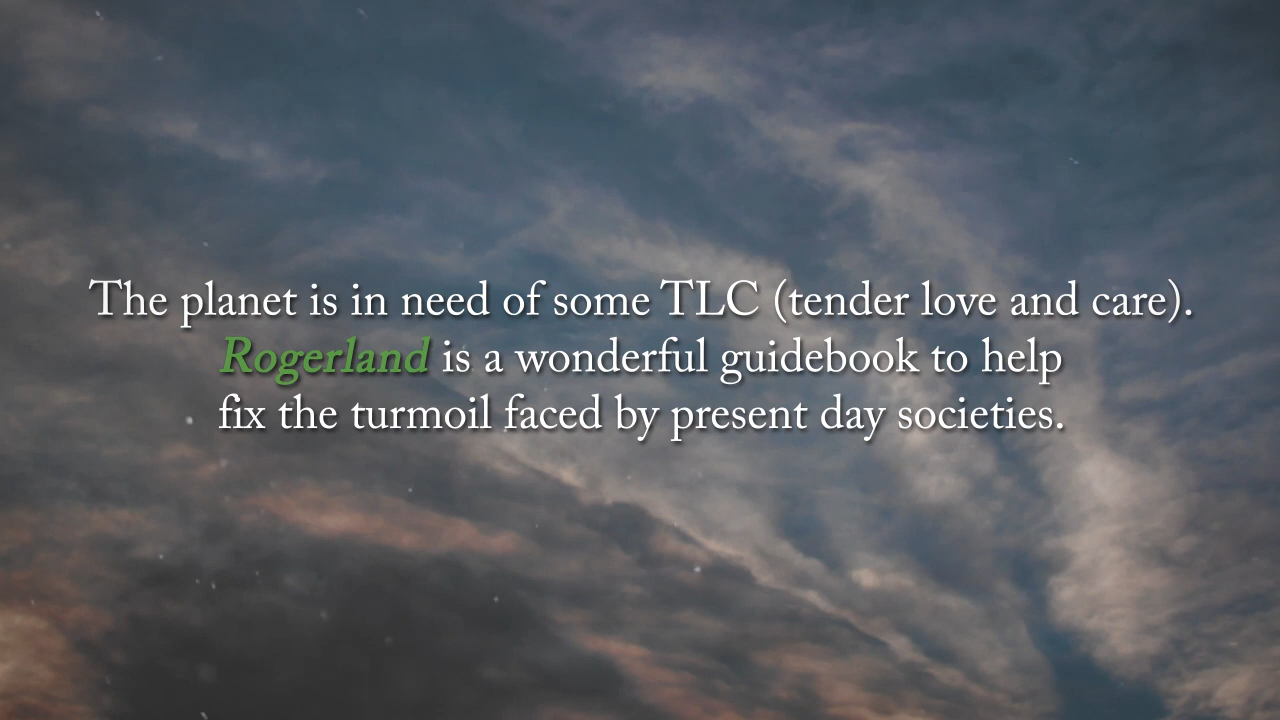 The planet is in need of some TLC (tender love and care).
Rogerland is a wonderful guidebook to help
fix the turmoil faced by present day societies.